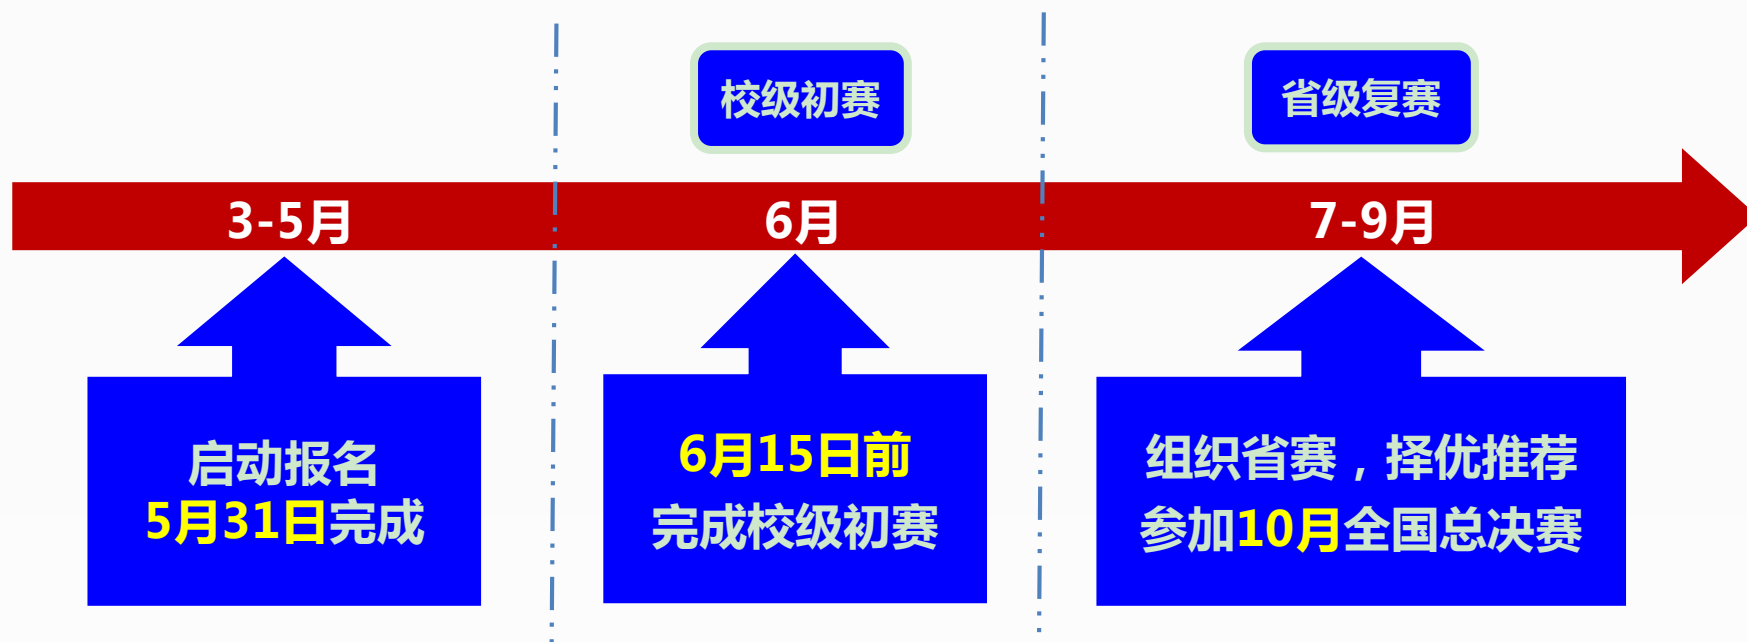 校级初赛
省级复赛
3-5月
6月
7-9月
启动报名
5月31日完成
6月15日前
完成校级初赛
组织省赛，择优推荐
参加10月全国总决赛